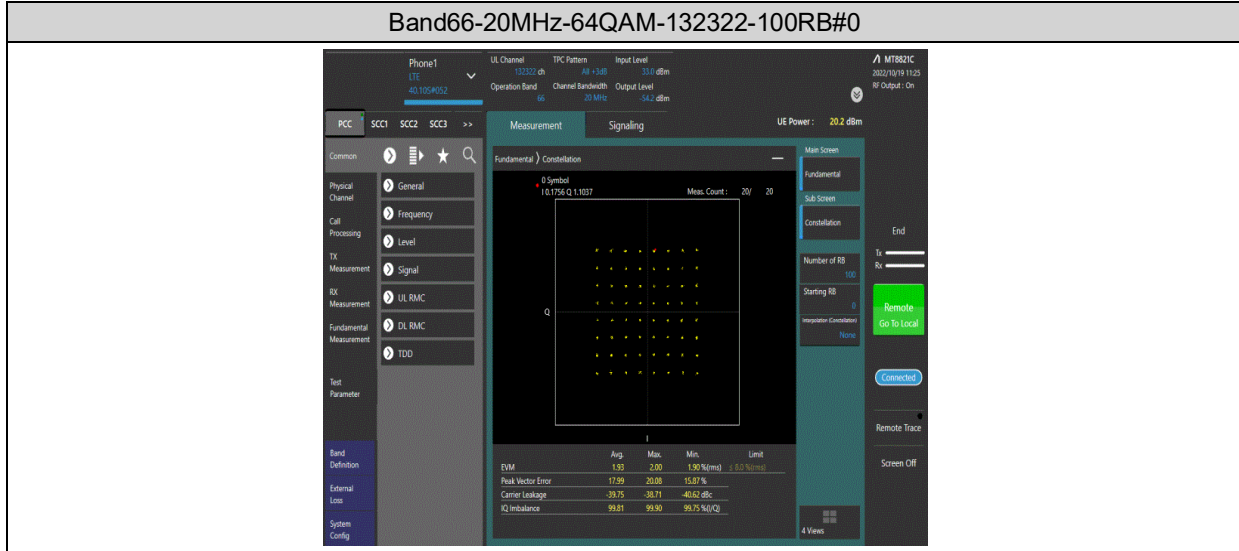 Band66-20MHz-64QAM-132322-100RB#0
Phone1
LTE
40.105#052
UL Channel
132322 ch
TPC Pattern
All +3dB
Input Level
33.0 dBm
Operation Band
66
Channel Bandwidth
20 MHz
Output Level
-54.2 dBm
MT8821C
2022/10/19 11:25
RF Output : On
PCC SCC1 SCC2 SCC3 >>
Measurement
Signaling
UE Power : 20.2 dBm
Common
Physical
Channel
Call
Processing
TX
Measurement
RX
Measurement
Fundamental
Measurement
Test
Parameter
Band
Definition
External
Loss
System
Config
General
Frequency
Level
Signal
UL RMC
DL RMC
TDD
Fundamental ⟩ Constellation
0 Symbol
I 0.1756 Q 1.1037
Meas. Count : 20/ 20
Q
I
Avg. Max. Min. Limit
EVM 1.93 2.00 1.90 %(rms) ≤ 8.0 %(rms)
Peak Vector Error 17.99 20.08 15.87 %
Carrier Leakage -39.75 -38.71 -40.62 dBc
IQ Imbalance 99.81 99.90 99.75 %(I/Q)
Main Screen
Fundamental
Sub Screen
Constellation
Number of RB
100
Starting RB
0
Interpolation (Constellation)
None
4 Views
End
Tx
Rx
Remote
Go To Local
Connected
Remote Trace
Screen Off